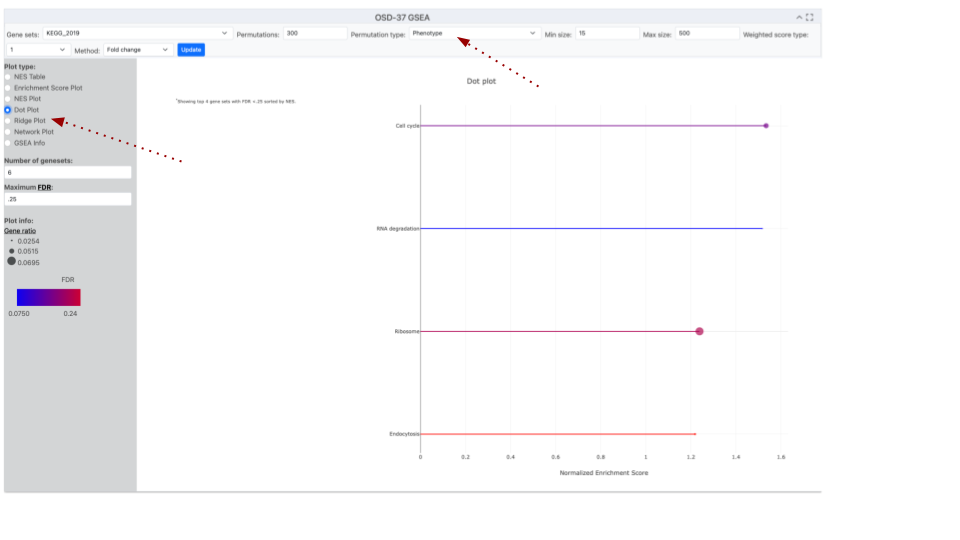 OSD-37 GSEA
Gene sets: KEGG_2019 Permutations: 300 Permutation type: Phenotype Min size: 15 Max size: 500 Weighted score type:
1 Method: Fold change Update
Plot type:
NES Table
Enrichment Score Plot
NES Plot
Dot Plot
Ridge Plot
Network Plot
GSEA Info
Number of genesets:
6
Maximum FDR:
.25
Plot info:
Gene ratio
0.0254
0.0515
0.0695
FDR
0.0750 0.24
Dot plot
*Showing top 4 gene sets with FDR <.25 sorted by NES.
Cell cycle
RNA degradation
Ribosome
Endocytosis
0 0.2 0.4 0.6 0.8 1 1.2 1.4 1.6
Normalized Enrichment Score